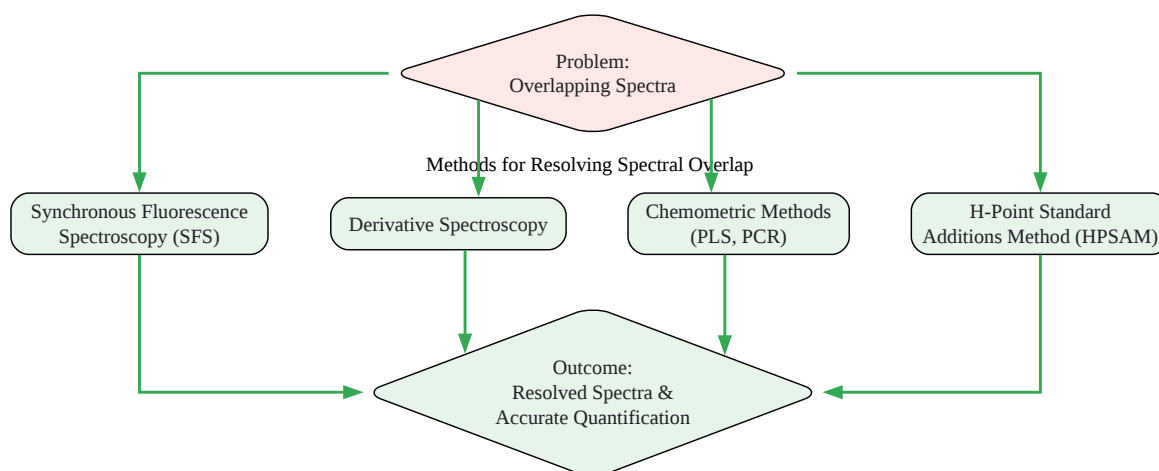 Problem:
Overlapping Spectra
Methods for Resolving Spectral Overlap
Synchronous Fluorescence
Spectroscopy (SFS)
Derivative Spectroscopy
Chemometric Methods
(PLS, PCR)
H-Point Standard
Additions Method (HPSAM)
Outcome:
Resolved Spectra &
Accurate Quantification